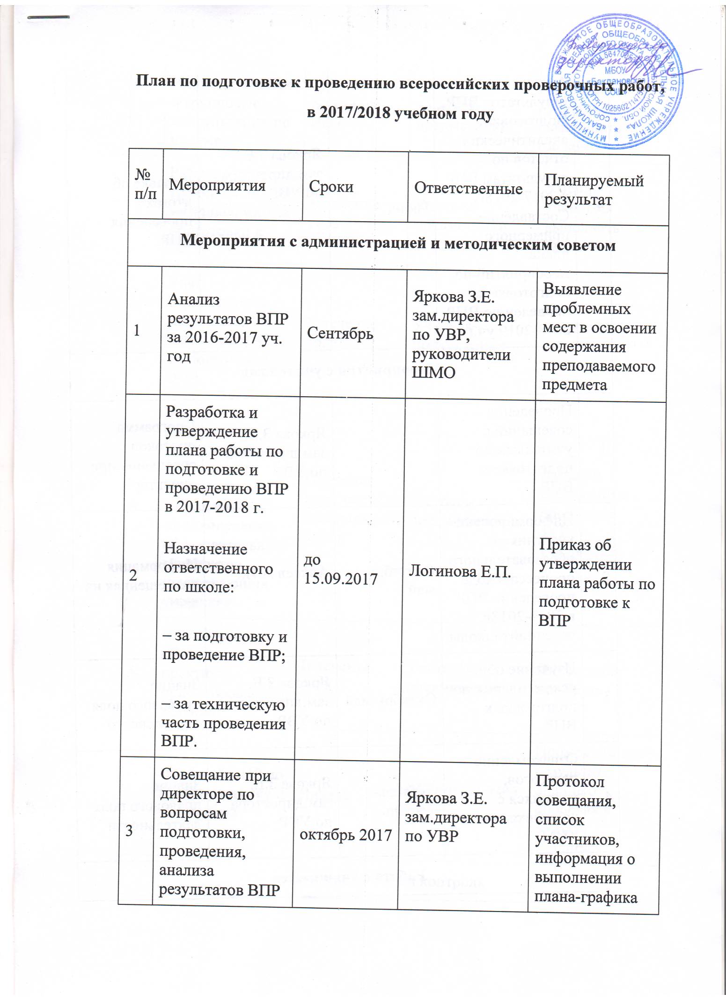 Утверждаю
директор
МУНИЦИПАЛЬНОЕ БЮДЖЕТНОЕ ОБЩЕОБРАЗОВАТЕЛЬНОЕ УЧРЕЖДЕНИЕ
«БАКЛАНОВСКАЯ СРЕДНЯЯ ОБЩЕОБРАЗОВАТЕЛЬНАЯ ШКОЛА»
МБОУ
«Баклановская
СОШ»
План по подготовке к проведению всероссийских проверочных работ,
в 2017/2018 учебном году
№
п/п
Мероприятия
Сроки
Ответственные
Планируемый
результат
Мероприятия с администрацией и методическим советом
1
Анализ
результатов ВПР
за 2016-2017 уч.
год
Сентябрь
Яркова З.Е.
зам.директора
по УВР,
руководители
ШМО
Выявление
проблемных
мест в освоении
содержания
преподаваемого
предмета
2
Разработка и
утверждение
плана работы по
подготовке и
проведению ВПР
в 2017-2018 г.
Назначение
ответственного
по школе:
– за подготовку и
проведение ВПР;
– за техническую
часть проведения
ВПР.
до
15.09.2017
Логинова Е.П.
Приказ об
утверждении
плана работы по
подготовке к
ВПР
3
Совещание при
директоре по
вопросам
подготовки,
проведения,
анализа
результатов ВПР
октябрь 2017
Яркова З.Е.
зам.директора
по УВР
Протокол
совещания,
список
участников,
информация о
выполнении
плана-графика